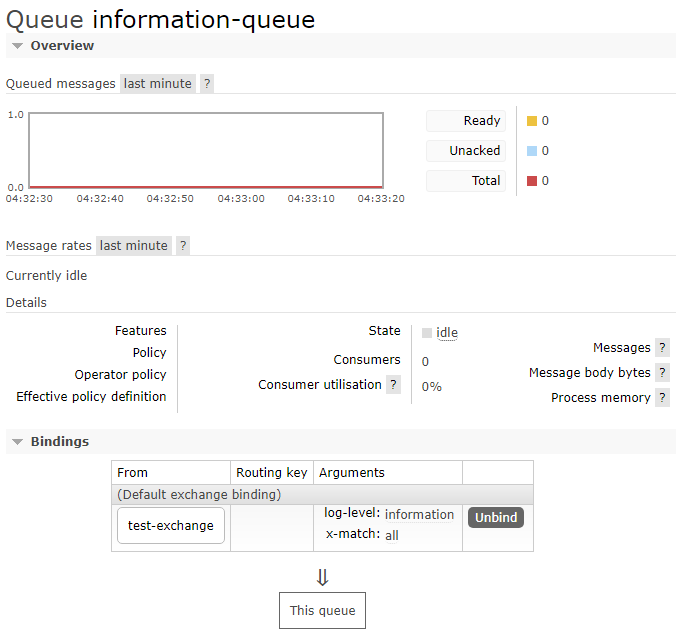 Queue information-queue
Overview
Queued messages last minute ?
1.0
0.0
04:32:30 04:32:40 04:32:50 04:33:00 04:33:10 04:33:20
Ready 0
Unacked 0
Total 0
Message rates last minute ?
Currently idle
Details
Features
Policy
Operator policy
Effective policy definition
State idle
Consumers 0
Consumer utilisation ? 0%
Messages ?
Message body bytes ?
Process memory ?
Bindings
From Routing key Arguments
(Default exchange binding)
test-exchange log-level: information Unbind
x-match: all
⇓
This queue